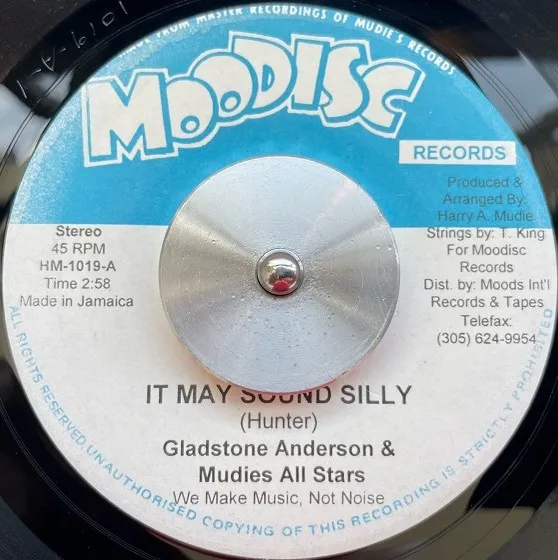 MADE FROM MASTER RECORDINGS OF MUDIE'S RECORDS
MOODISC
RECORDS
Produced &
Arranged By:
Harry A. Mudie
Strings by: T. King
For Moodisc
Records
Dist. by: Moods Int'l
Records & Tapes
Telefax:
(305) 624-9954
Stereo
45 RPM
HM-1019-A
Time 2:58
Made in Jamaica
IT MAY SOUND SILLY
(Hunter)
Gladstone Anderson &
Mudies All Stars
We Make Music, Not Noise
ALL RIGHTS RESERVED. UNAUTHORISED COPYING OF THIS RECORDING IS STRICTLY PROHIBITED